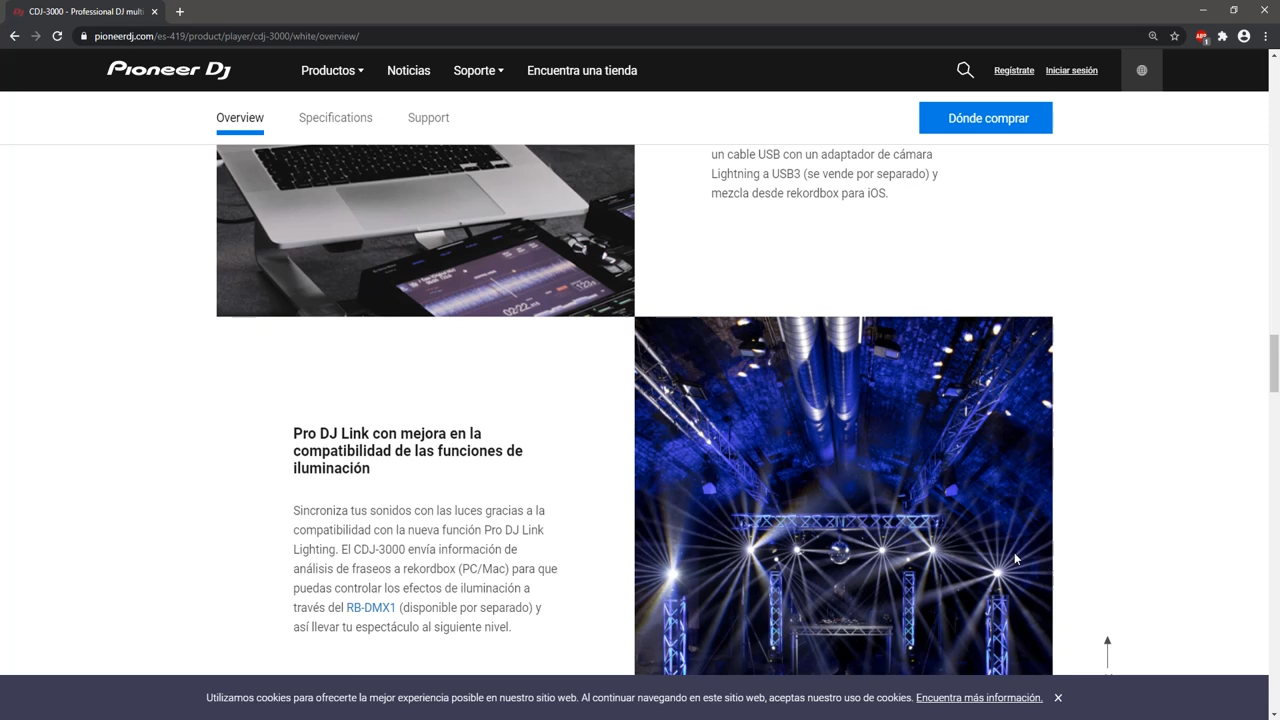 CDJ-3000 - Professional DJ multi
pioneerdj.com/es-419/product/player/cdj-3000/white/overview/
Pioneer Dj
Productos
Noticias
Soporte
Encuentra una tienda
Regístrate
Iniciar sesión
Overview
Specifications
Support
Dónde comprar
un cable USB con un adaptador de cámara
Lightning a USB3 (se vende por separado) y
mezcla desde rekordbox para iOS.
Pro DJ Link con mejora en la
compatibilidad de las funciones de
iluminación
Sincroniza tus sonidos con las luces gracias a la
compatibilidad con la nueva función Pro DJ Link
Lighting. El CDJ-3000 envía información de
análisis de fraseos a rekordbox (PC/Mac) para que
puedas controlar los efectos de iluminación a
través del RB-DMX1 (disponible por separado) y
así llevar tu espectáculo al siguiente nivel.
Utilizamos cookies para ofrecerte la mejor experiencia posible en nuestro sitio web. Al continuar navegando en este sitio web, aceptas nuestro uso de cookies. Encuentra más información.